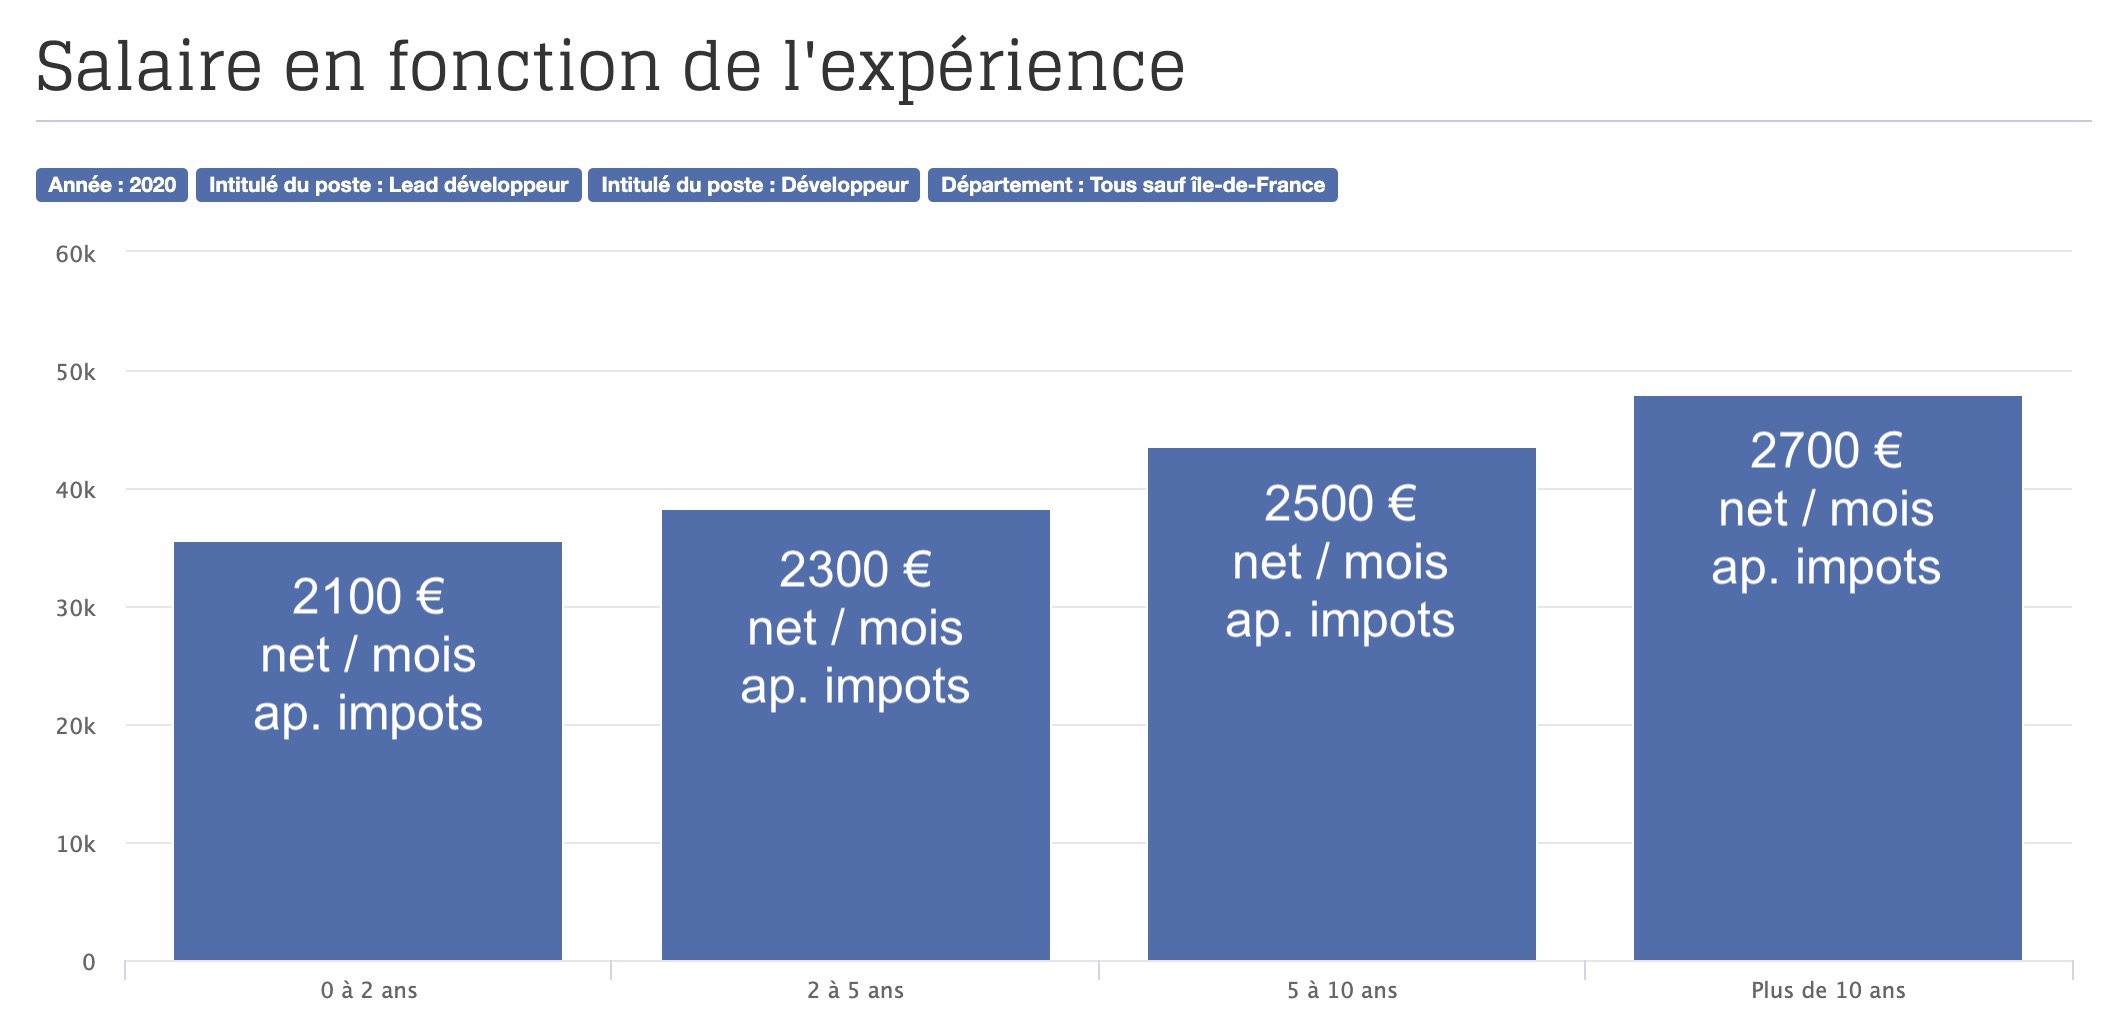 Salaire en fonction de l'expérience
Année : 2020 Intitulé du poste : Lead développeur Intitulé du poste : Développeur Département : Tous sauf île-de-France
60k
50k
40k
30k
20k
10k
0
2100 €
net / mois
ap. impots
2300 €
net / mois
ap. impots
2500 €
net / mois
ap. impots
2700 €
net / mois
ap. impots
0 à 2 ans
2 à 5 ans
5 à 10 ans
Plus de 10 ans